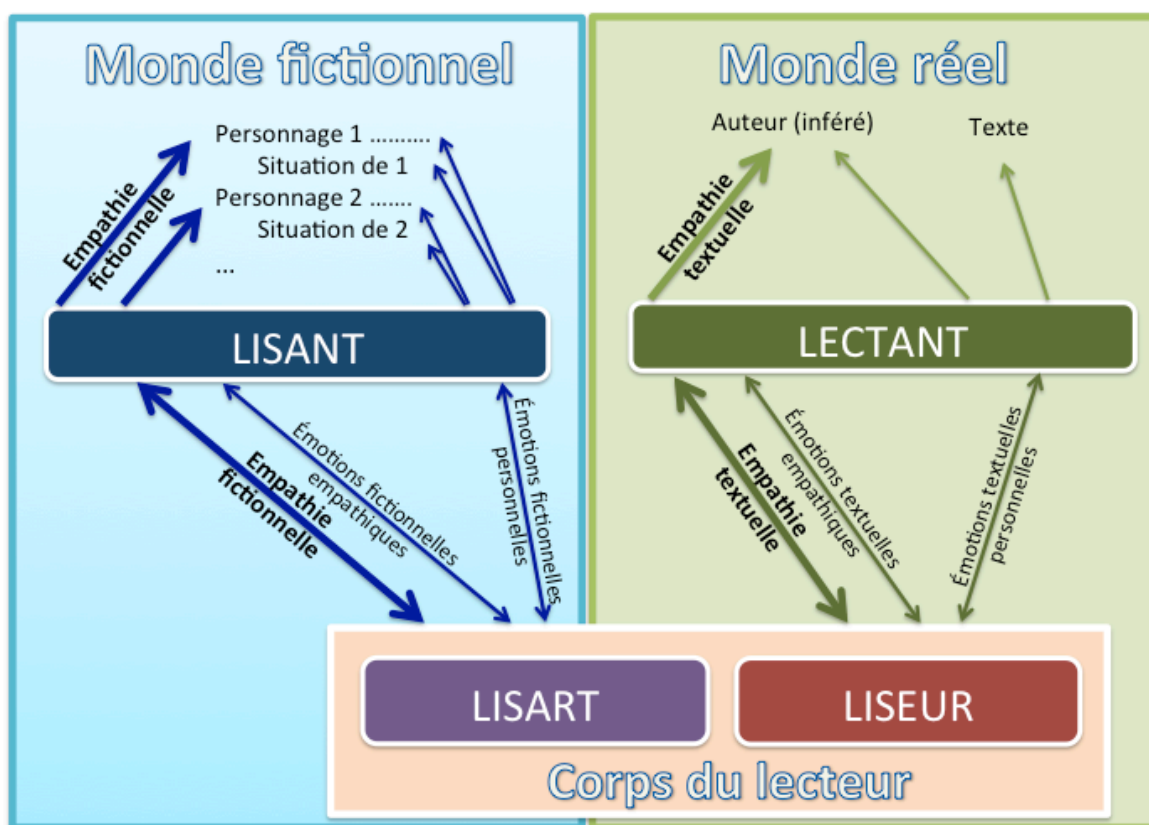 Monde fictionnel
Personnage 1 ..........
Situation de 1
Personnage 2 .......
Situation de 2
...
Empathie
fictionnelle
LISANT
Empathie
fictionnelle
Émotions fictionnelles
empathiques
Émotions fictionnelles
personnelles
Monde réel
Auteur (inféré)
Texte
Empathie
textuelle
LECTANT
Empathie
textuelle
Émotions textuelles
empathiques
Émotions textuelles
personnelles
LISART
LISEUR
Corps du lecteur